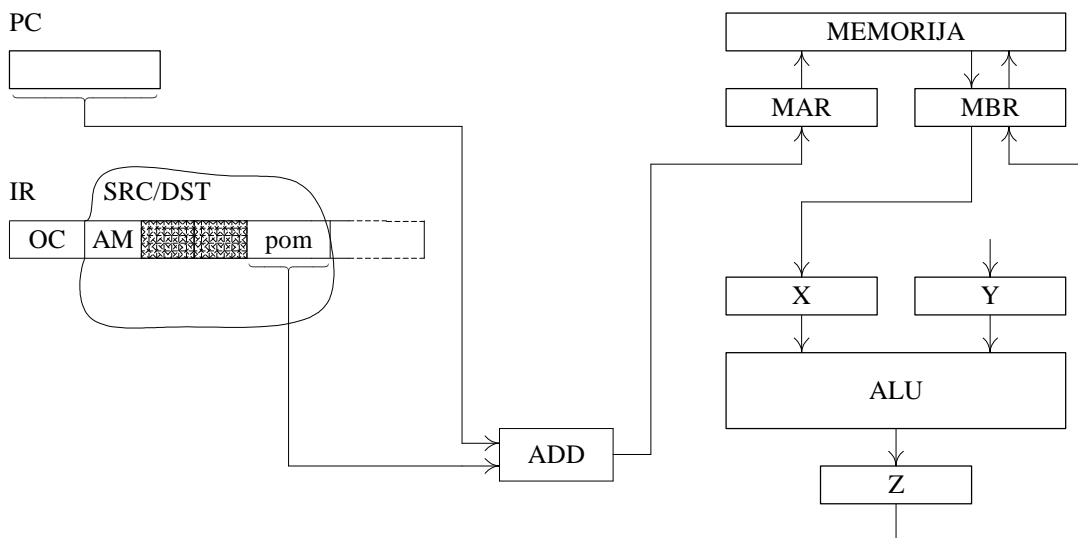 PC
MEMORIJA
MAR MBR
IR SRC/DST
OC AM pom
X Y
ALU
ADD
Z